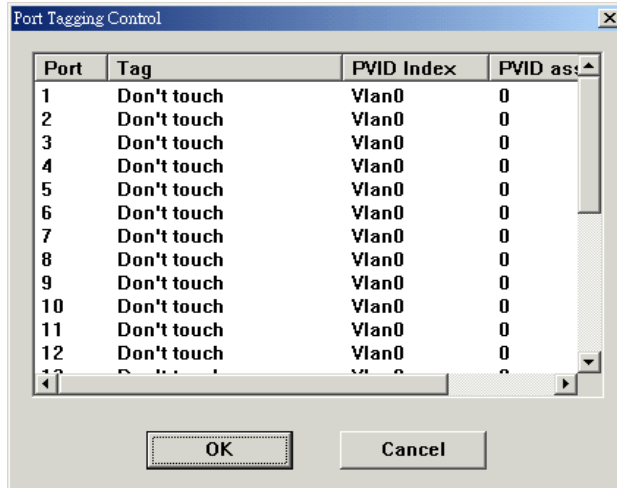 Port Tagging Control
Port Tag PVID Index PVID ass
1 Don't touch Vlan0 0
2 Don't touch Vlan0 0
3 Don't touch Vlan0 0
4 Don't touch Vlan0 0
5 Don't touch Vlan0 0
6 Don't touch Vlan0 0
7 Don't touch Vlan0 0
8 Don't touch Vlan0 0
9 Don't touch Vlan0 0
10 Don't touch Vlan0 0
11 Don't touch Vlan0 0
12 Don't touch Vlan0 0
OK Cancel